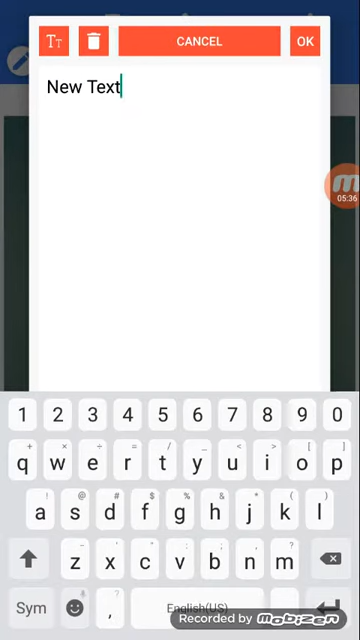 TT CANCEL OK
New Text
05:36
1 2 3 4 5 6 7 8 9 0
+ × ÷ = / _ < > [ ]
q w e r t y u i o p
! @ # $ % & * ( )
a s d f g h j k l
- ' " : ; , ?
z x c v b n m
Sym , English(US)
Recorded by MOBIZEN